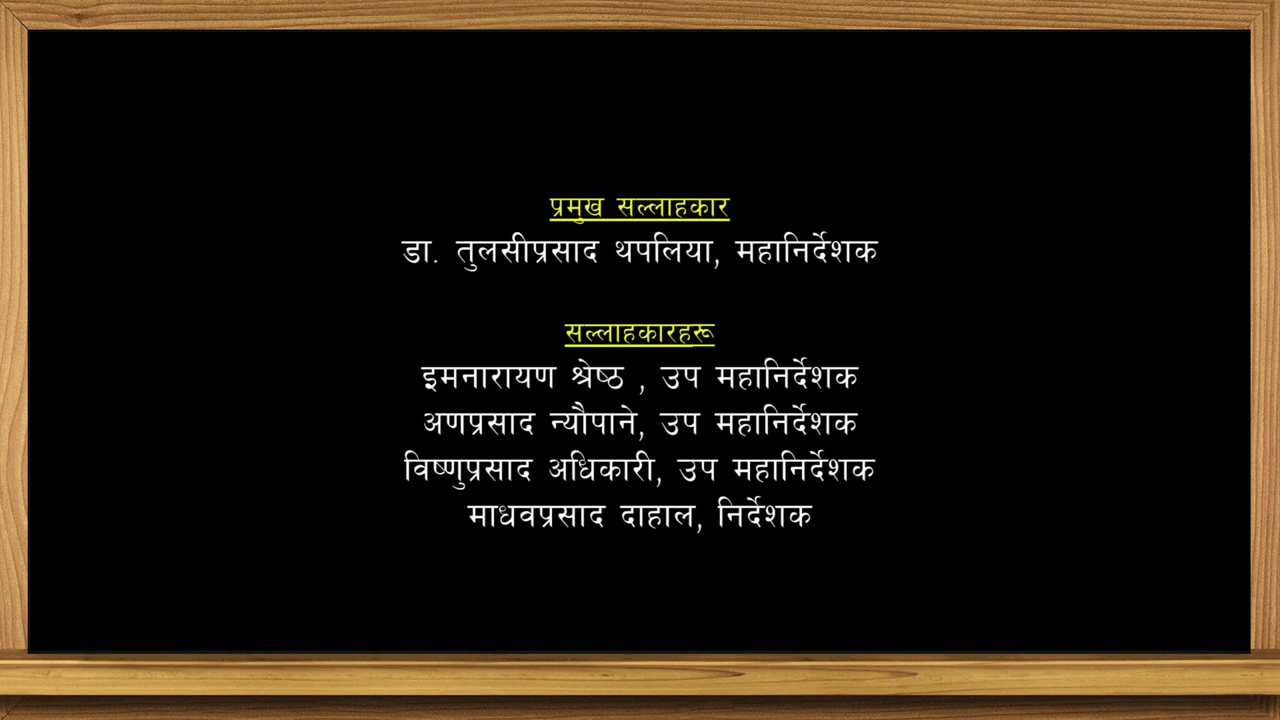 प्रमुख सल्लाहकार
डा. तुलसीप्रसाद थपलिया, महानिर्देशक
सल्लाहकारहरू
इमनारायण श्रेष्ठ , उप महानिर्देशक
अणप्रसाद न्यौपाने, उप महानिर्देशक
विष्णुप्रसाद अधिकारी, उप महानिर्देशक
माधवप्रसाद दाहाल, निर्देशक